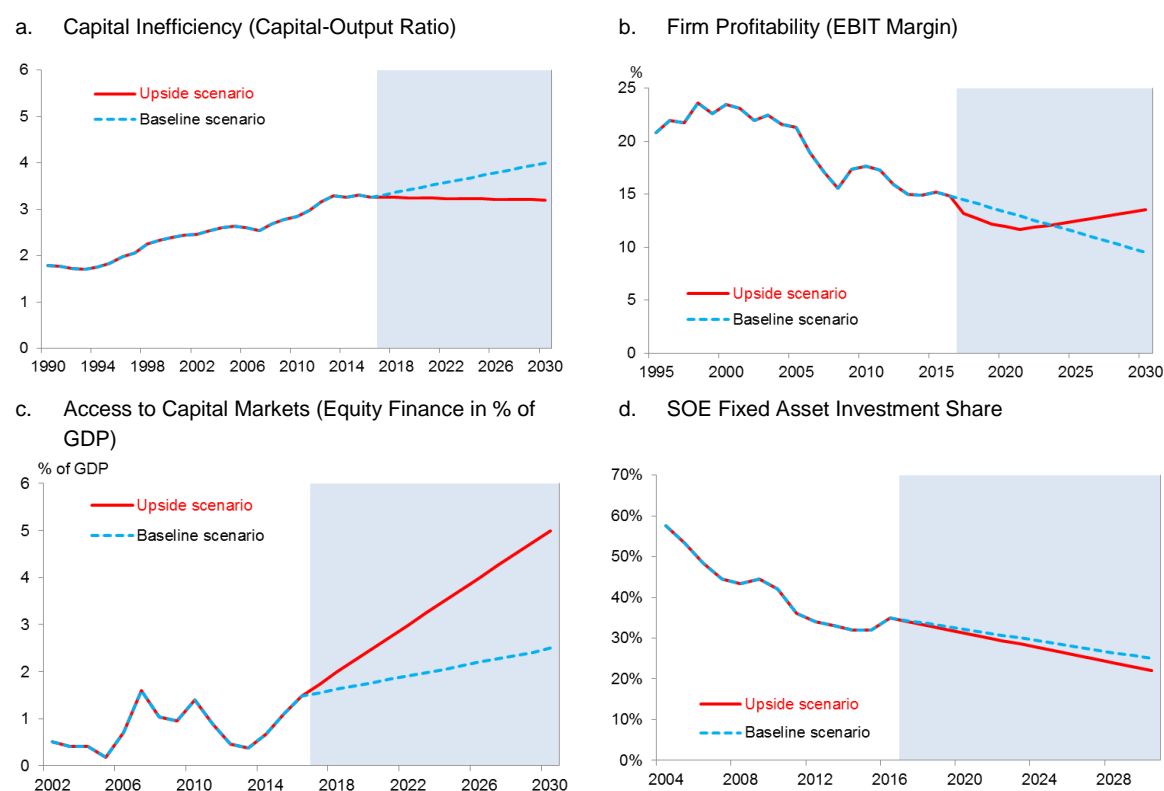 a. Capital Inefficiency (Capital-Output Ratio)
6
5
4
3
2
1
0
Upside scenario
Baseline scenario
1990 1994 1998 2002 2006 2010 2014 2018 2022 2026 2030
b. Firm Profitability (EBIT Margin)
%
25
20
15
10
5
0
Upside scenario
Baseline scenario
1995 2000 2005 2010 2015 2020 2025 2030
c. Access to Capital Markets (Equity Finance in % of
GDP)
% of GDP
6
5
4
3
2
1
0
Upside scenario
Baseline scenario
2002 2006 2010 2014 2018 2022 2026 2030
d. SOE Fixed Asset Investment Share
70%
60%
50%
40%
30%
20%
10%
0%
Upside scenario
Baseline scenario
2004 2008 2012 2016 2020 2024 2028